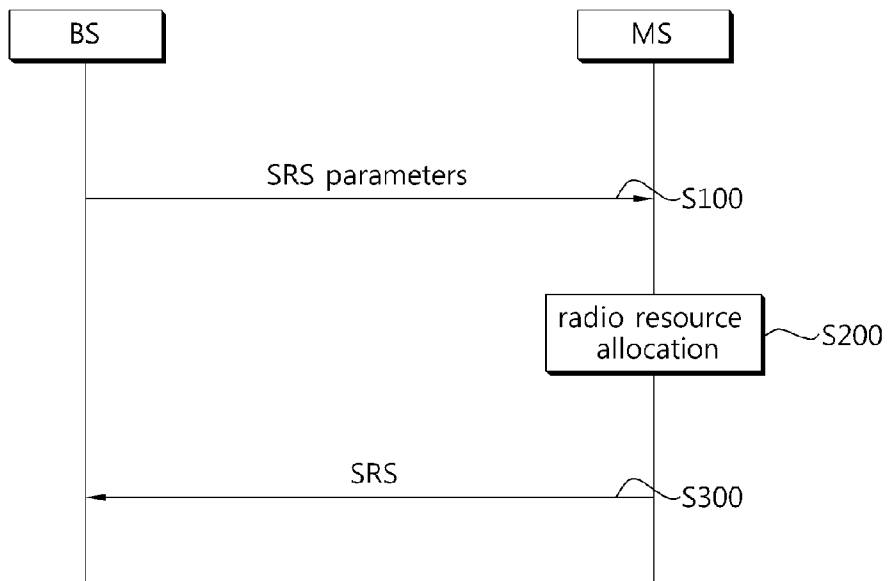 BS
MS
SRS parameters
S100
radio resource
allocation
S200
SRS
S300